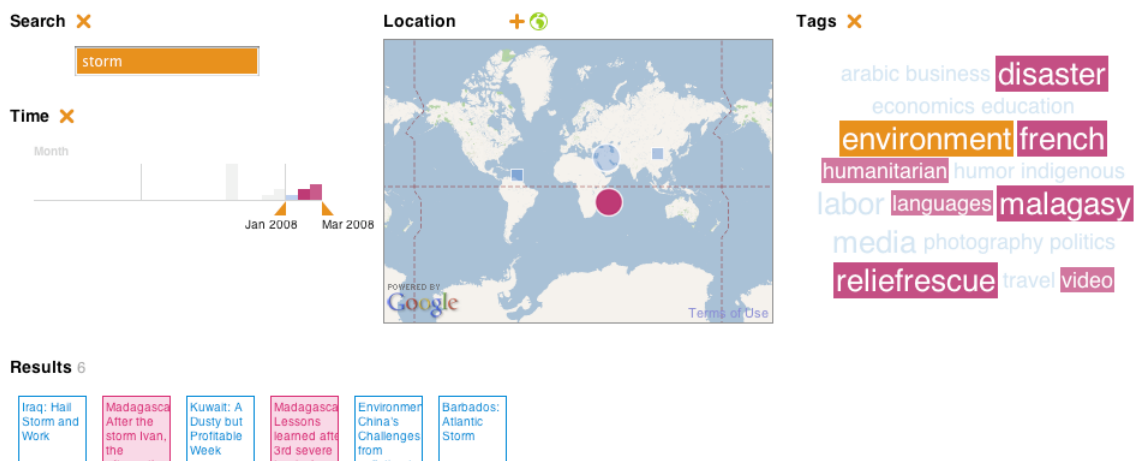 Search
storm
Time
Month
Jan 2008 Mar 2008
Location
POWERED BY
Google
Terms of Use
Tags
arabic business disaster
economics education
environment french
humanitarian humor indigenous
labor languages malagasy
media photography politics
reliefrescue travel video
Results 6
Iraq: Hail
Storm and
Work
Madagasca
After the
storm Ivan,
the
Kuwait: A
Dusty but
Profitable
Week
Madagasca
Lessons
learned afte
3rd severe
Environmen
China's
Challenges
from
Barbados:
Atlantic
Storm